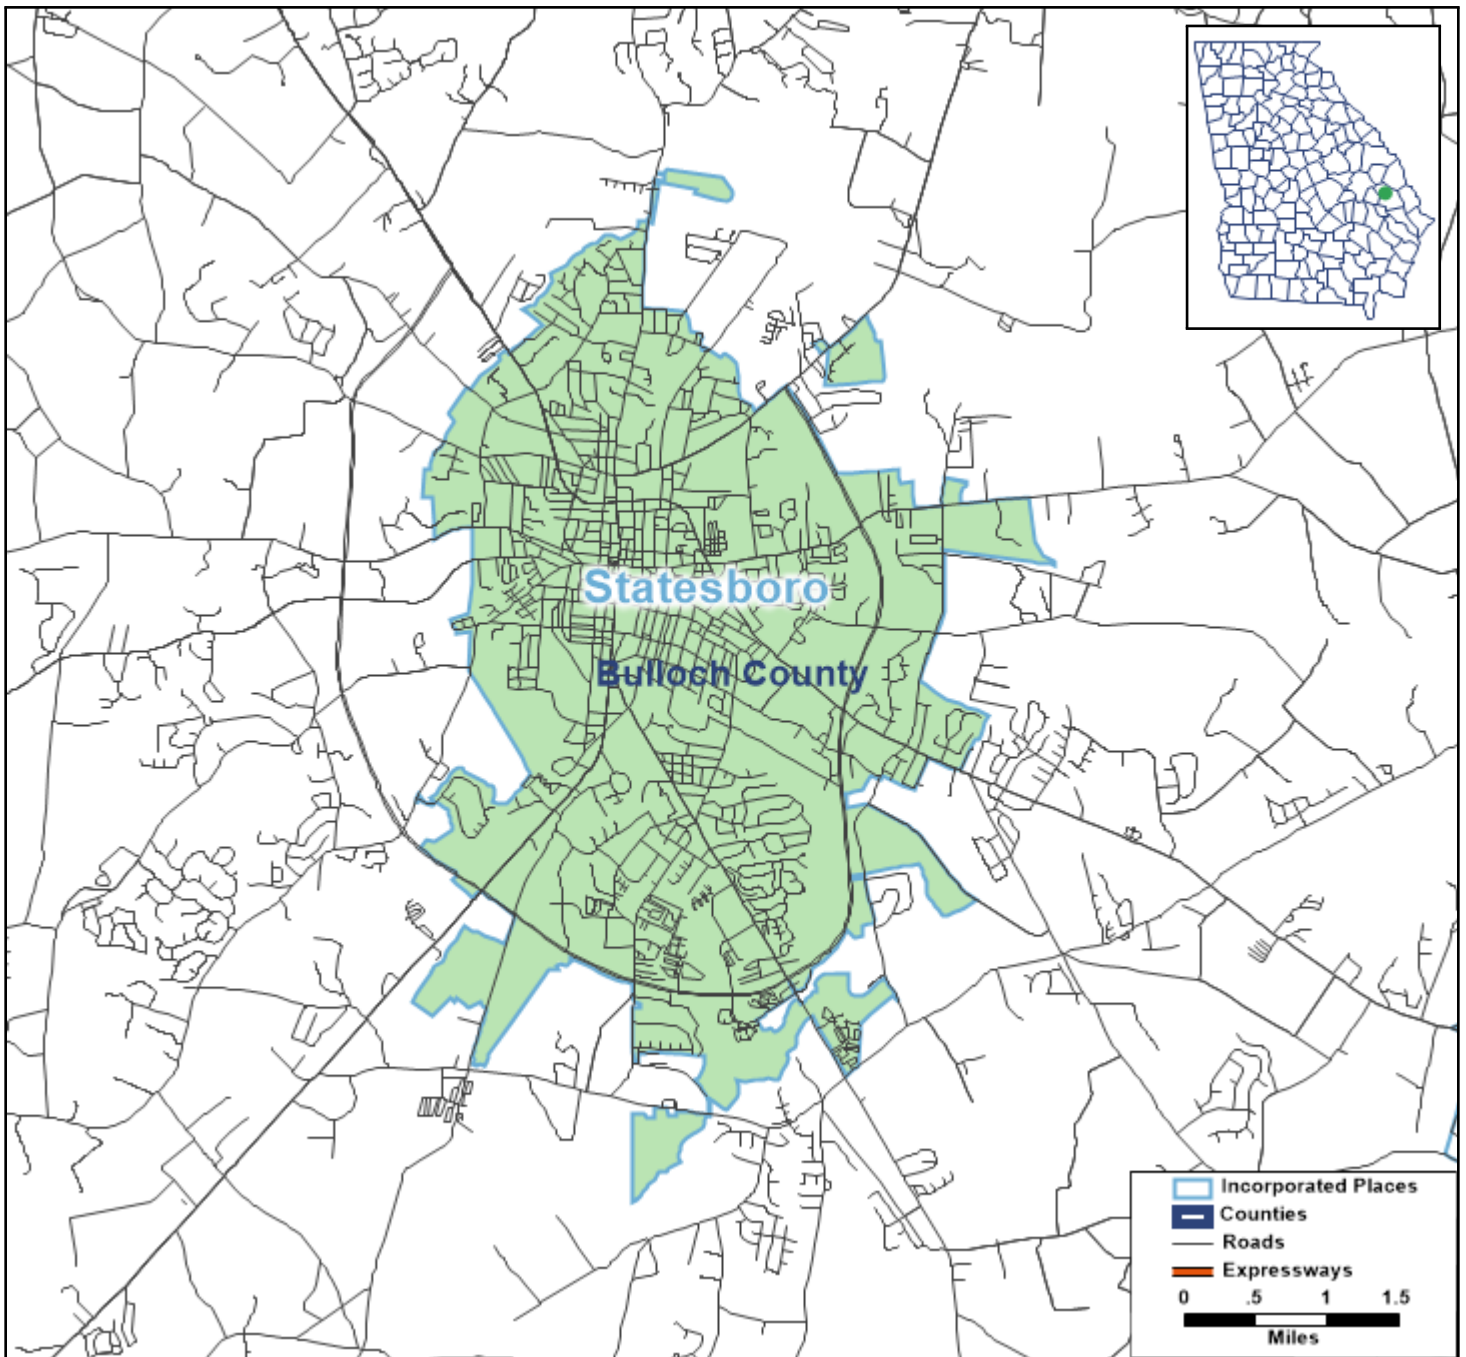 Statesboro
Bulloch County
Incorporated Places
Counties
Roads
Expressways
0 .5 1 1.5
Miles